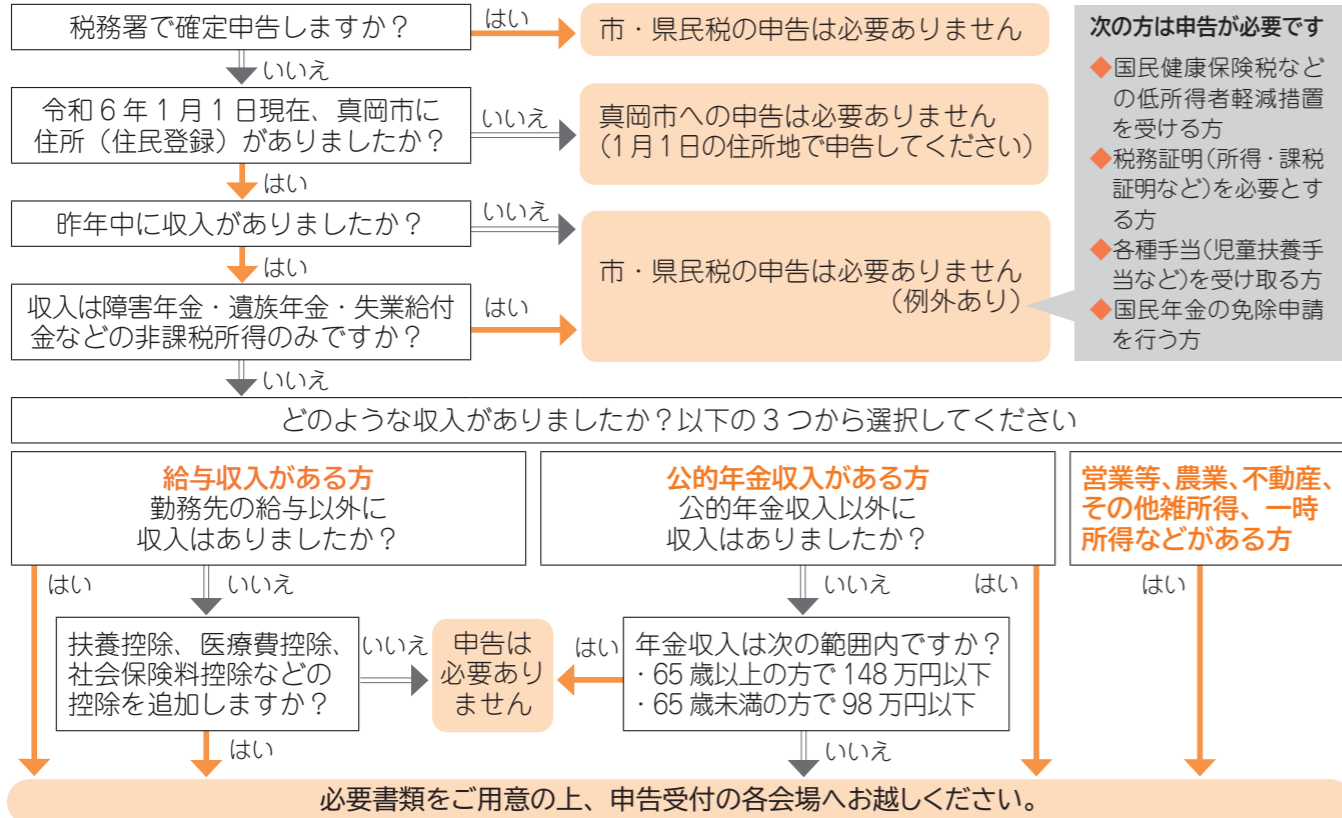 税務署で確定申告しますか？
はい
市・県民税の申告は必要ありません
いいえ
令和６年１月１日現在、真岡市に
住所（住民登録）がありましたか？
いいえ
真岡市への申告は必要ありません
(１月１日の住所地で申告してください)
はい
昨年中に収入がありましたか？
いいえ
はい
市・県民税の申告は必要ありません
（例外あり）
収入は障害年金・遺族年金・失業給付
金などの非課税所得のみですか？
はい
いいえ
次の方は申告が必要です
◆国民健康保険税など
の低所得者軽減措置
を受ける方
◆税務証明(所得・課税
証明など)を必要とす
る方
◆各種手当(児童扶養手
当など)を受け取る方
◆国民年金の免除申請
を行う方
どのような収入がありましたか？以下の３つから選択してください
給与収入がある方
勤務先の給与以外に
収入はありましたか？
はい
いいえ
扶養控除、医療費控除、
社会保険料控除などの
控除を追加しますか？
いいえ
はい
申告は
必要あり
ません
公的年金収入がある方
公的年金収入以外に
収入はありましたか？
いいえ
はい
年金収入は次の範囲内ですか？
・65 歳以上の方で 148 万円以下
・65 歳未満の方で 98 万円以下
はい
いいえ
営業等、農業、不動産、
その他雑所得、一時
所得などがある方
はい
必要書類をご用意の上、申告受付の各会場へお越しください。